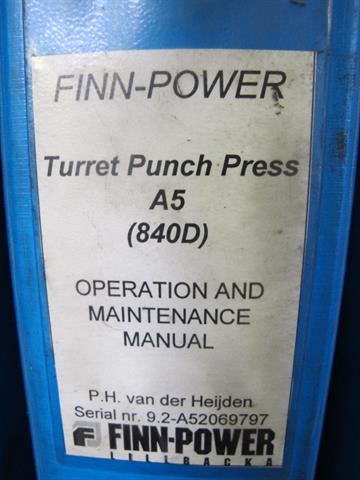 FINN-POWER
Turret Punch Press
A5
(840D)
OPERATION AND
MAINTENANCE
MANUAL
P.H. van der Heijden
Serial nr. 9.2-A52069797
FINN-POWER
LELLBACKA